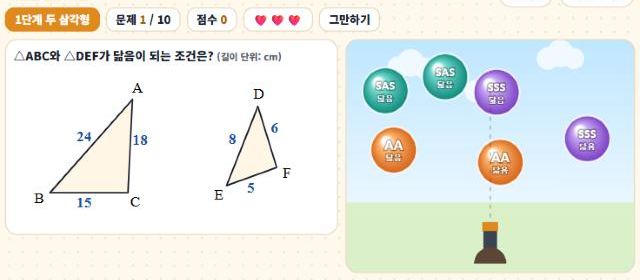 1단계 두 삼각형
문제 1 / 10
점수 0
그만하기
△ABC와 △DEF가 닮음이 되는 조건은? (길이 단위: cm)
A
24
18
B
15
C
D
8
6
F
E
5
SAS
닮음
SAS
닮음
SSS
닮음
AA
닮음
AA
닮음
SSS
닮음